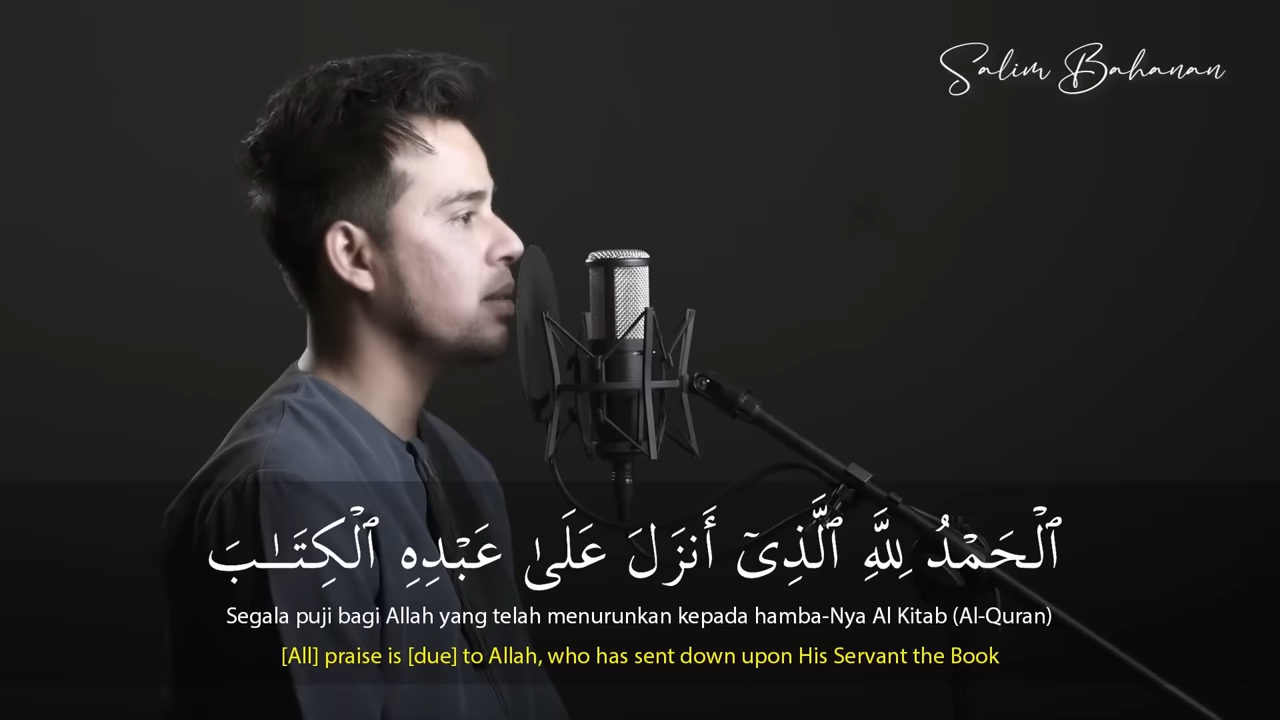 Salim Bahanan
ٱلْحَمْدُ لِلَّهِ ٱلَّذِىٓ أَنزَلَ عَلَىٰ عَبْدِهِ ٱلْكِتَـٰبَ
Segala puji bagi Allah yang telah menurunkan kepada hamba-Nya Al Kitab (Al-Quran)
[All] praise is [due] to Allah, who has sent down upon His Servant the Book